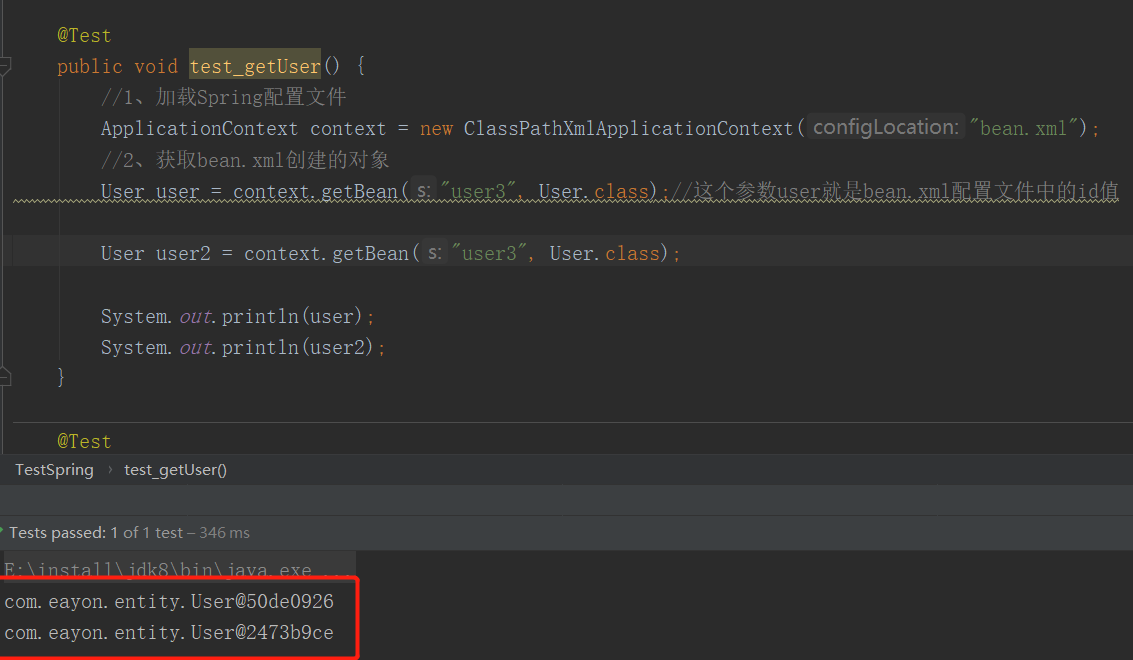 @Test
public void test_getUser() {
//1、加载Spring配置文件
ApplicationContext context = new ClassPathXmlApplicationContext( configLocation: "bean.xml");
//2、获取bean.xml创建的对象
User user = context.getBean( s: "user3", User.class);//这个参数user就是bean.xml配置文件中的id值
User user2 = context.getBean( s: "user3", User.class);
System.out.println(user);
System.out.println(user2);
}
@Test
TestSpring › test_getUser()
Tests passed: 1 of 1 test – 346 ms
E:\install\jdk8\bin\java.exe ...
com.eayon.entity.User@50de0926
com.eayon.entity.User@2473b9ce